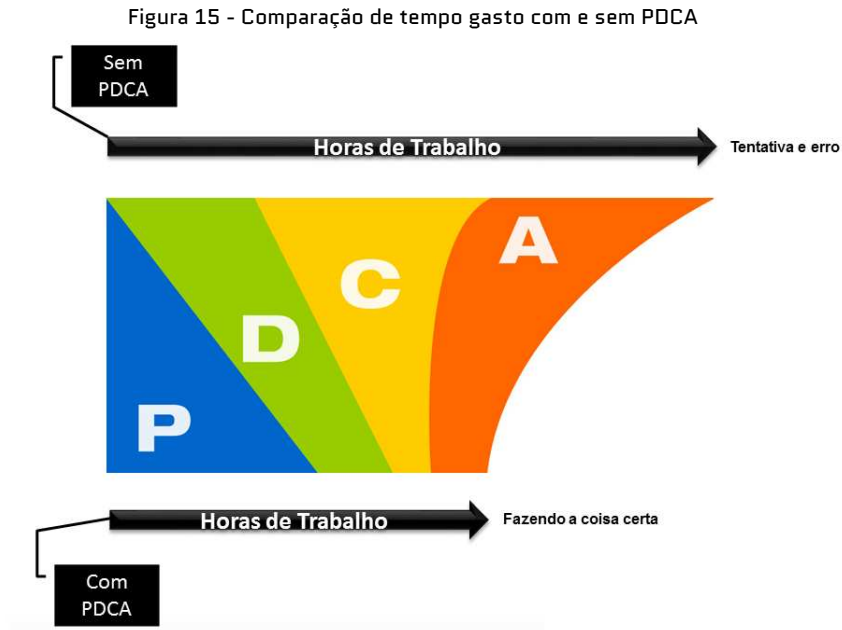 Figura 15 - Comparação de tempo gasto com e sem PDCA
Sem
PDCA
Horas de Trabalho
Tentativa e erro
A
C
D
P
Horas de Trabalho
Fazendo a coisa certa
Com
PDCA